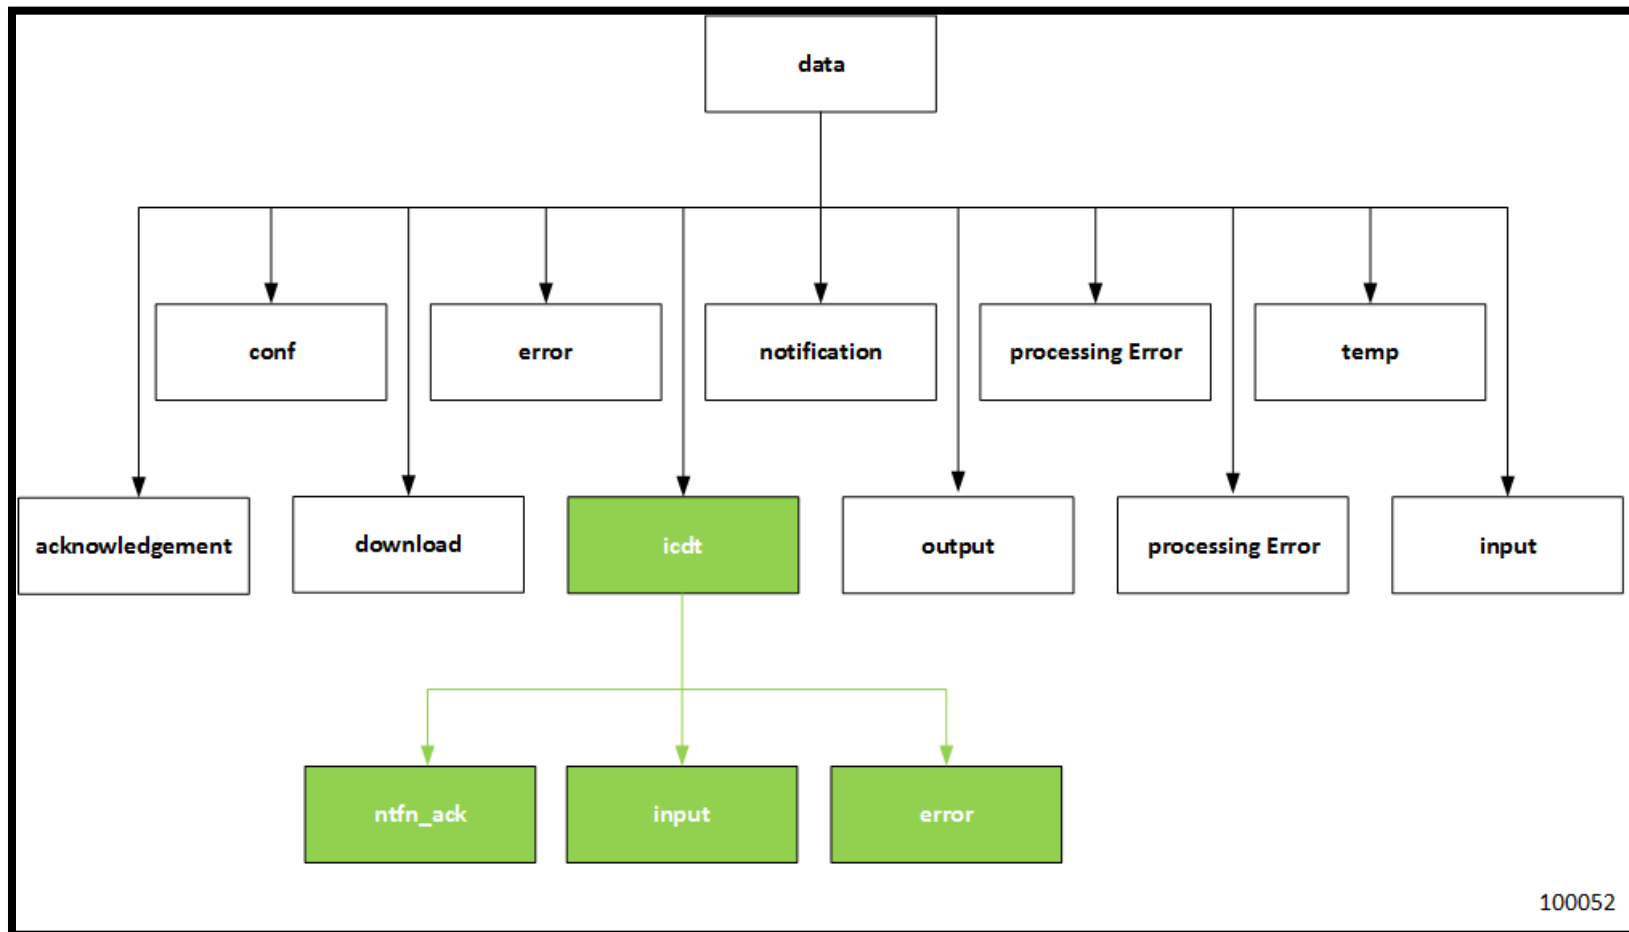 data
conf
error
notification
processing Error
temp
acknowledgement
download
icdt
output
processing Error
input
ntfn_ack
input
error
100052